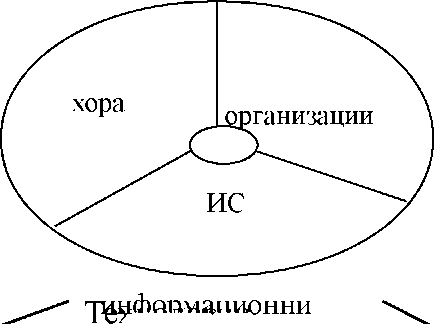 хора
организации
ИС
информационни